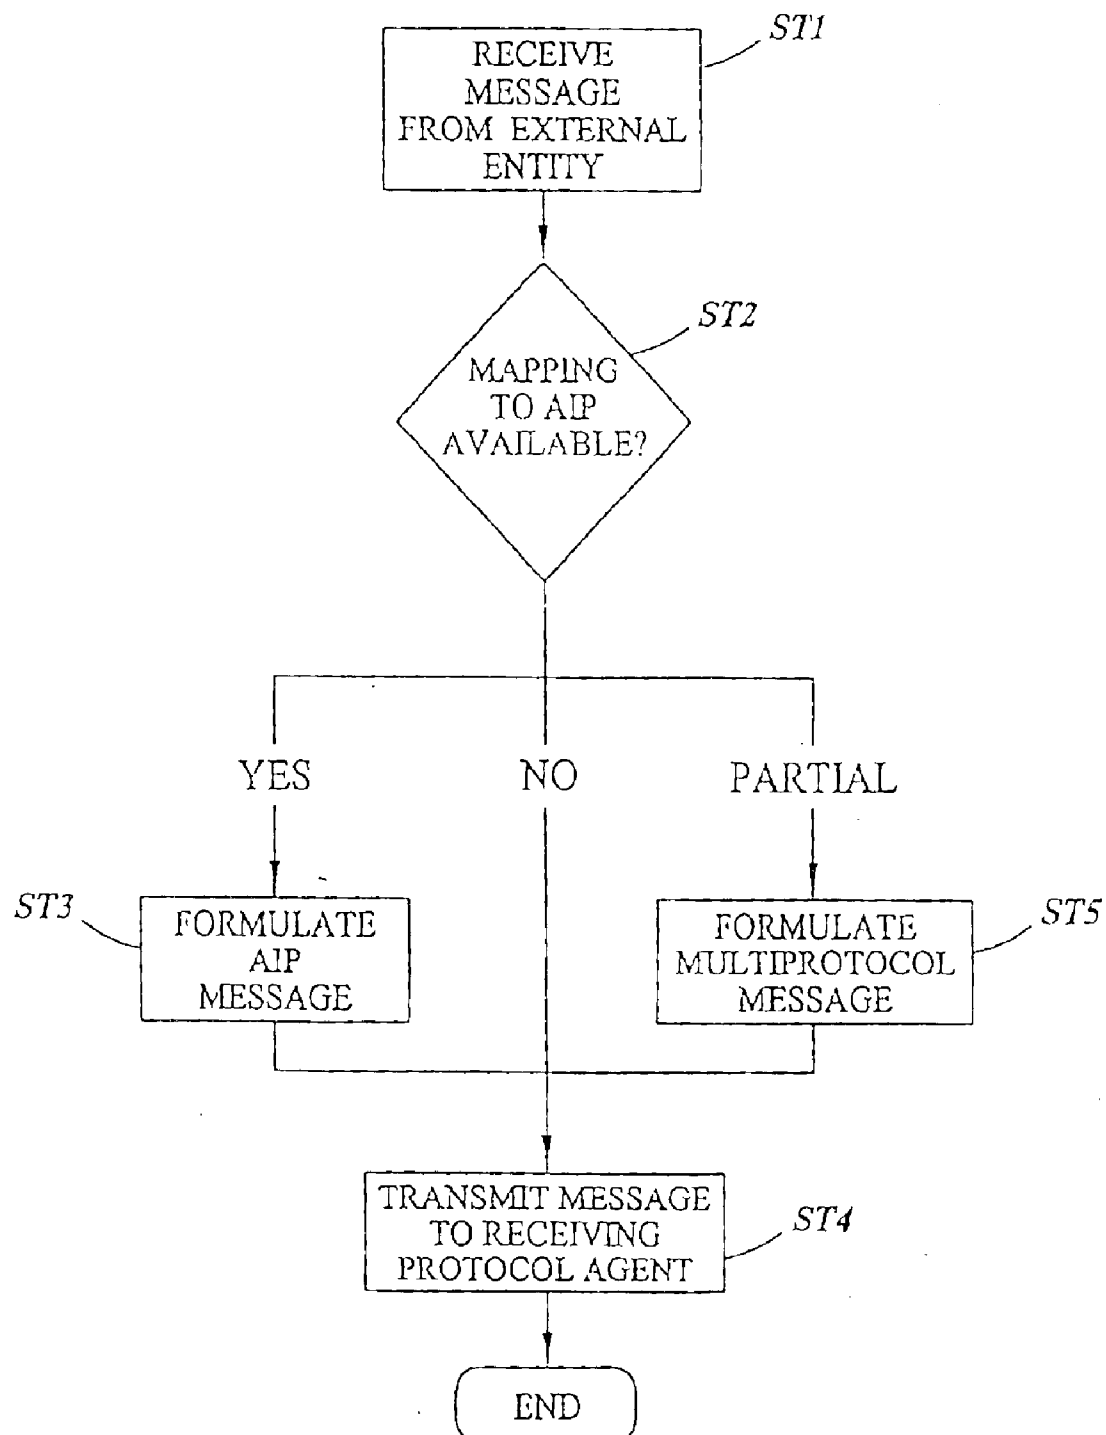 ST1
RECEIVE
MESSAGE
FROM EXTERNAL
ENTITY
ST2
MAPPING
TO AIP
AVAILABLE?
YES
NO
PARTIAL
ST3
FORMULATE
AIP
MESSAGE
FORMULATE
MULTIPROTOCOL
MESSAGE
ST5
TRANSMIT MESSAGE
TO RECEIVING
PROTOCOL AGENT
ST4
END